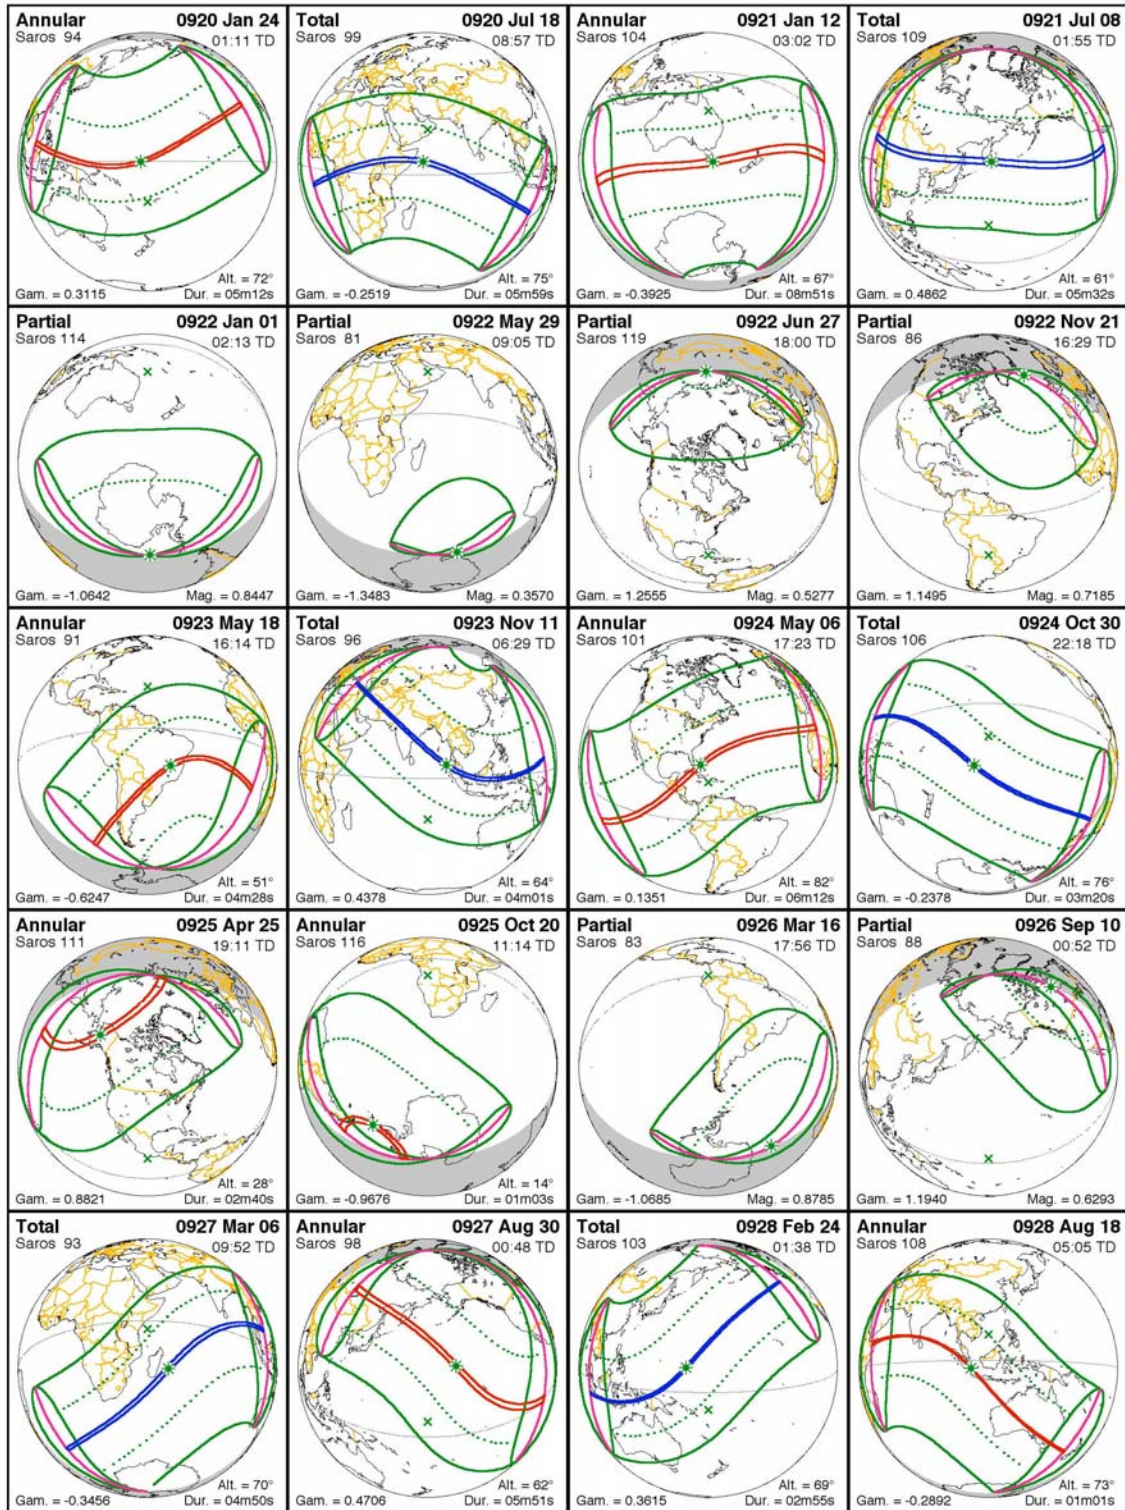 Annular 0920 Jan 24
Saros 94 01:11 TD
Alt. = 72°
Gam. = 0.3115 Dur. = 05m12s
Total 0920 Jul 18
Saros 99 08:57 TD
Alt. = 75°
Gam. = -0.2519 Dur. = 05m59s
Annular 0921 Jan 12
Saros 104 03:02 TD
Alt. = 67°
Gam. = -0.3925 Dur. = 08m51s
Total 0921 Jul 08
Saros 109 01:55 TD
Alt. = 61°
Gam. = 0.4862 Dur. = 05m32s
Partial 0922 Jan 01
Saros 114 02:13 TD
Gam. = -1.0642 Mag. = 0.8447
Partial 0922 May 29
Saros 81 09:05 TD
Gam. = -1.3483 Mag. = 0.3570
Partial 0922 Jun 27
Saros 119 18:00 TD
Gam. = 1.2555 Mag. = 0.5277
Partial 0922 Nov 21
Saros 86 16:29 TD
Gam. = 1.1495 Mag. = 0.7185
Annular 0923 May 18
Saros 91 16:14 TD
Alt. = 51°
Gam. = -0.6247 Dur. = 04m28s
Total 0923 Nov 11
Saros 96 06:29 TD
Alt. = 64°
Gam. = 0.4378 Dur. = 04m01s
Annular 0924 May 06
Saros 101 17:23 TD
Alt. = 82°
Gam. = 0.1351 Dur. = 06m12s
Total 0924 Oct 30
Saros 106 22:18 TD
Alt. = 76°
Gam. = -0.2378 Dur. = 03m20s
Annular 0925 Apr 25
Saros 111 19:11 TD
Alt. = 28°
Gam. = 0.8821 Dur. = 02m40s
Annular 0925 Oct 20
Saros 116 11:14 TD
Alt. = 14°
Gam. = -0.9676 Dur. = 01m03s
Partial 0926 Mar 16
Saros 83 17:56 TD
Gam. = -1.0685 Mag. = 0.8785
Partial 0926 Sep 10
Saros 88 00:52 TD
Gam. = 1.1940 Mag. = 0.6293
Total 0927 Mar 06
Saros 93 09:52 TD
Alt. = 70°
Gam. = -0.3456 Dur. = 04m50s
Annular 0927 Aug 30
Saros 98 00:48 TD
Alt. = 62°
Gam. = 0.4706 Dur. = 05m51s
Total 0928 Feb 24
Saros 103 01:38 TD
Alt. = 69°
Gam. = 0.3615 Dur. = 02m55s
Annular 0928 Aug 18
Saros 108 05:05 TD
Alt. = 73°
Gam. = -0.2892 Dur. = 01m01s